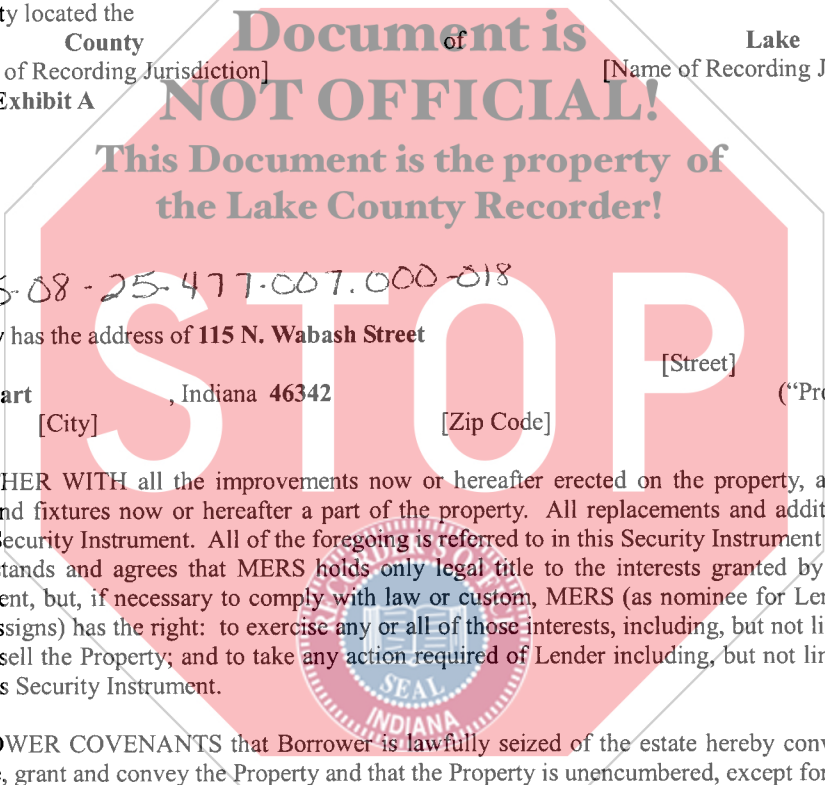 ty located the
County of Lake
of Recording Jurisdiction] [Name of Recording J
Exhibit A
Document is
NOT OFFICIAL!
This Document is the property of
the Lake County Recorder!
STOP
5-08-25-477.007.000-018
y has the address of 115 N. Wabash Street
[Street]
art , Indiana 46342 ("Pro
[City] [Zip Code]
HER WITH all the improvements now or hereafter erected on the property, a
nd fixtures now or hereafter a part of the property. All replacements and addit
Security Instrument. All of the foregoing is referred to in this Security Instrument
tands and agrees that MERS holds only legal title to the interests granted by
ent, but, if necessary to comply with law or custom, MERS (as nominee for Len
ssigns) has the right: to exercise any or all of those interests, including, but not li
sell the Property; and to take any action required of Lender including, but not lim
s Security Instrument.
RECORDER'S OFFICE
SEAL
INDIANA
OWER COVENANTS that Borrower is lawfully seized of the estate hereby conv
e, grant and convey the Property and that the Property is unencumbered, except for